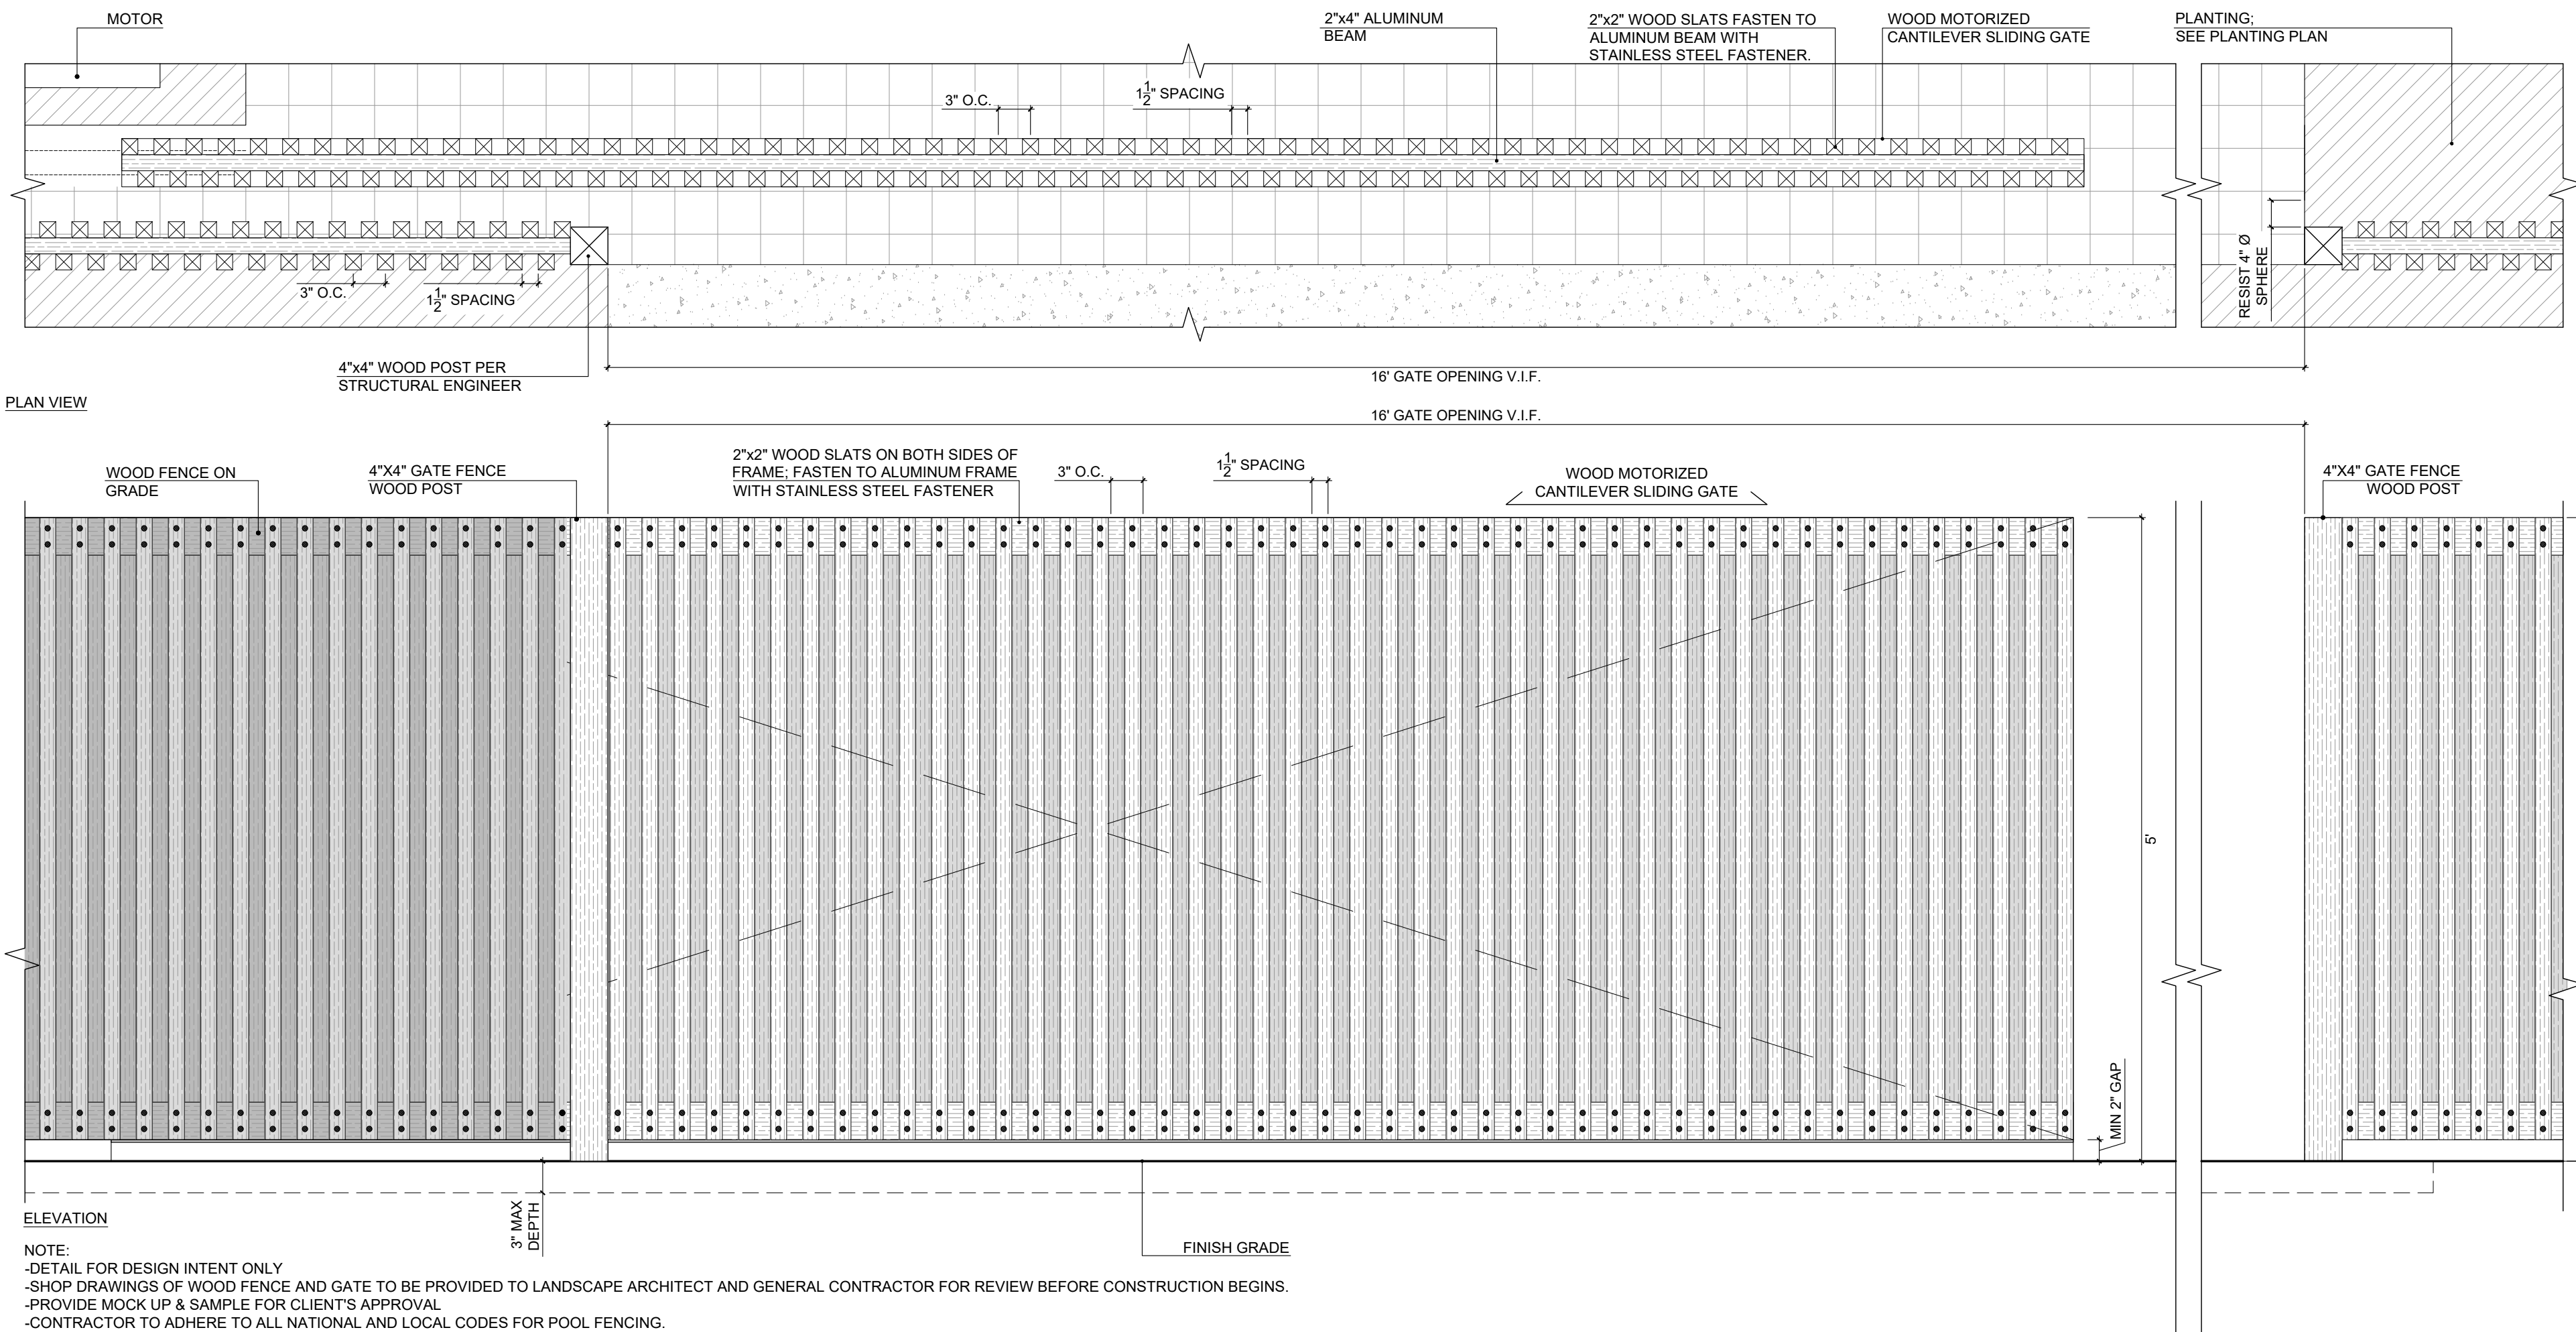 MOTOR
2"x4" ALUMINUM
BEAM
2"x2" WOOD SLATS FASTEN TO
ALUMINUM BEAM WITH
STAINLESS STEEL FASTENER.
WOOD MOTORIZED
CANTILEVER SLIDING GATE
PLANTING;
SEE PLANTING PLAN
3" O.C.
1 1/2" SPACING
3" O.C.
1 1/2" SPACING
RESIST 4" Ø
SPHERE
4"x4" WOOD POST PER
STRUCTURAL ENGINEER
16' GATE OPENING V.I.F.
PLAN VIEW
16' GATE OPENING V.I.F.
WOOD FENCE ON
GRADE
4"X4" GATE FENCE
WOOD POST
2"x2" WOOD SLATS ON BOTH SIDES OF
FRAME; FASTEN TO ALUMINUM FRAME
WITH STAINLESS STEEL FASTENER
3" O.C.
1 1/2" SPACING
WOOD MOTORIZED
CANTILEVER SLIDING GATE
4"X4" GATE FENCE
WOOD POST
5'
MIN 2" GAP
3" MAX
DEPTH
FINISH GRADE
ELEVATION
NOTE:
-DETAIL FOR DESIGN INTENT ONLY
-SHOP DRAWINGS OF WOOD FENCE AND GATE TO BE PROVIDED TO LANDSCAPE ARCHITECT AND GENERAL CONTRACTOR FOR REVIEW BEFORE CONSTRUCTION BEGINS.
-PROVIDE MOCK UP & SAMPLE FOR CLIENT'S APPROVAL
-CONTRACTOR TO ADHERE TO ALL NATIONAL AND LOCAL CODES FOR POOL FENCING.